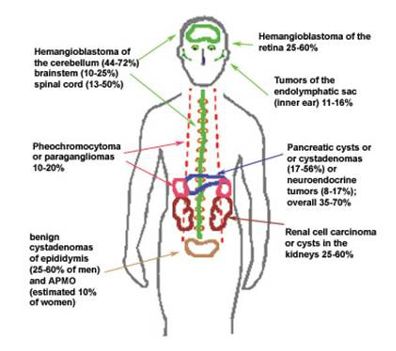 Hemangioblastoma of
the cerebellum (44-72%)
brainstem (10-25%)
spinal cord (13-50%)
Hemangioblastoma of the
retina 25-60%
Tumors of the
endolymphatic sac
(inner ear) 11-16%
Pheochromocytoma
or paragangliomas
10-20%
Pancreatic cysts or
or cystadenomas
(17-56%) or
neuroendocrine
tumors (8-17%);
overall 35-70%
Renal cell carcinoma
or cysts in the
kidneys 25-60%
benign
cystadenomas
of epididymis
(25-60% of men)
and APMO
(estimated 10%
of women)